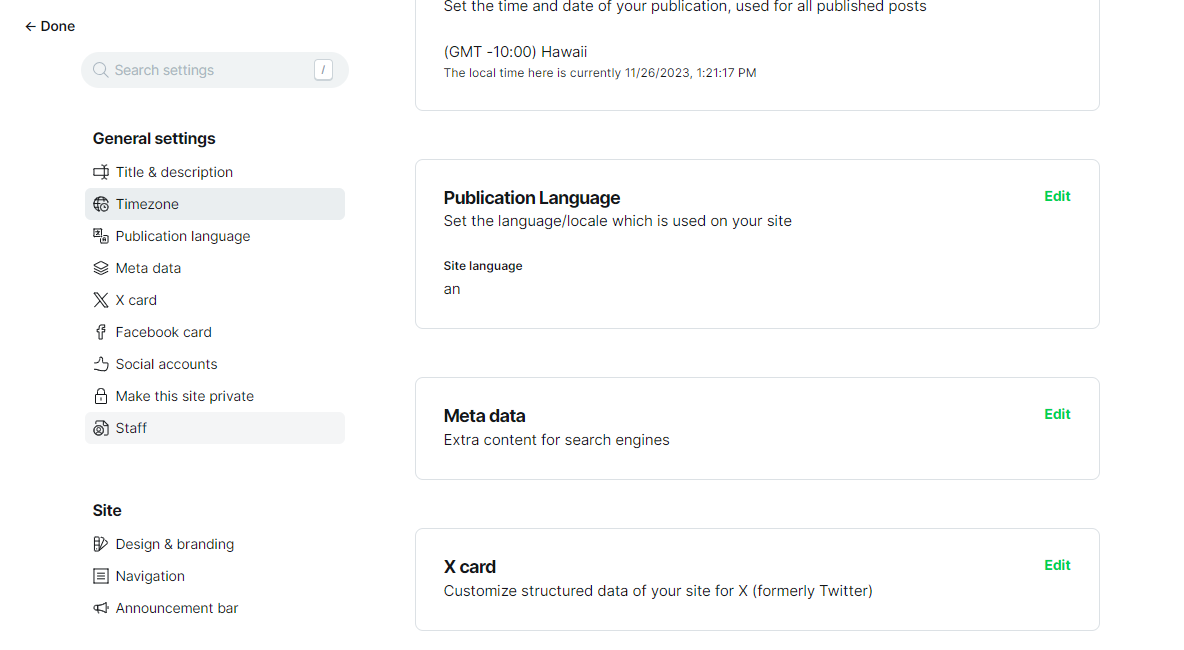 ← Done
Search settings /
General settings
Title & description
Timezone
Publication language
Meta data
X card
Facebook card
Social accounts
Make this site private
Staff
Site
Design & branding
Navigation
Announcement bar
Set the time and date of your publication, used for all published posts
(GMT -10:00) Hawaii
The local time here is currently 11/26/2023, 1:21:17 PM
Publication Language
Edit
Set the language/locale which is used on your site
Site language
an
Meta data
Edit
Extra content for search engines
X card
Edit
Customize structured data of your site for X (formerly Twitter)